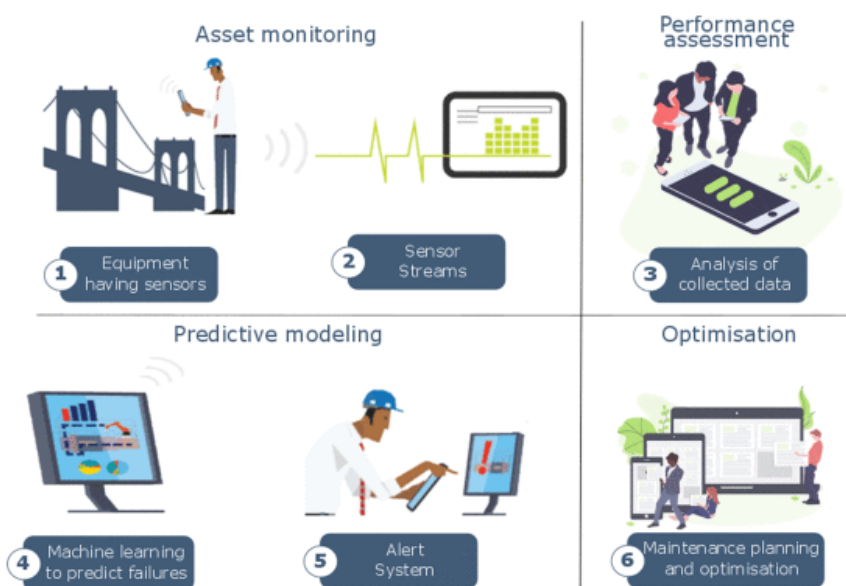 Asset monitoring
Performance
assessment
1
Equipment
having sensors
2
Sensor
Streams
3
Analysis of
collected data
Predictive modeling
Optimisation
4
Machine learning
to predict failures
5
Alert
System
6
Maintenance planning
and optimisation